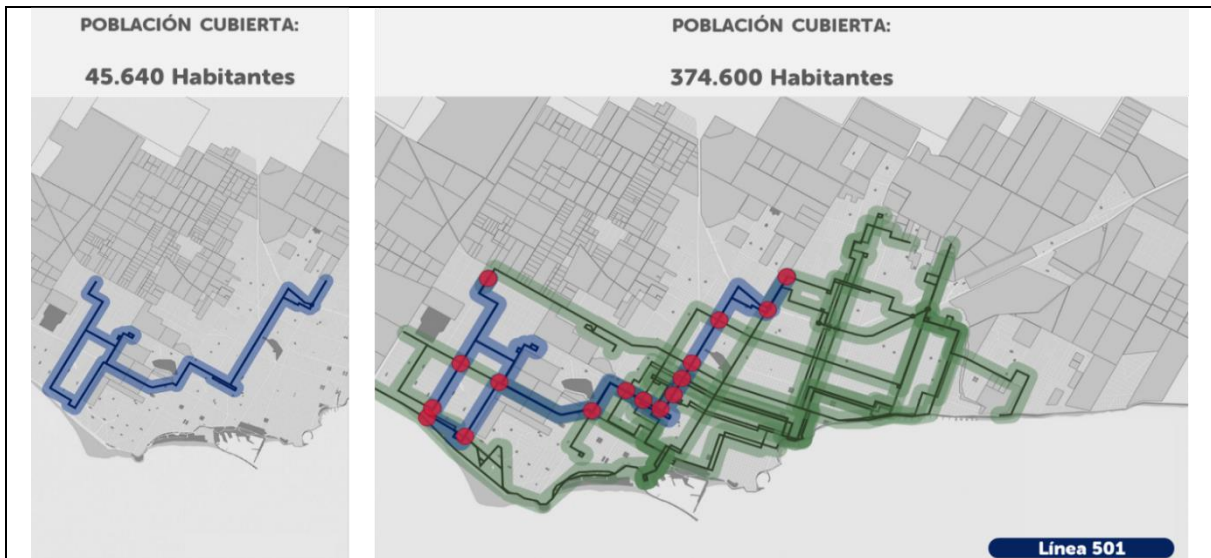 POBLACIÓN CUBIERTA:
45.640 Habitantes
POBLACIÓN CUBIERTA:
374.600 Habitantes
Línea 501